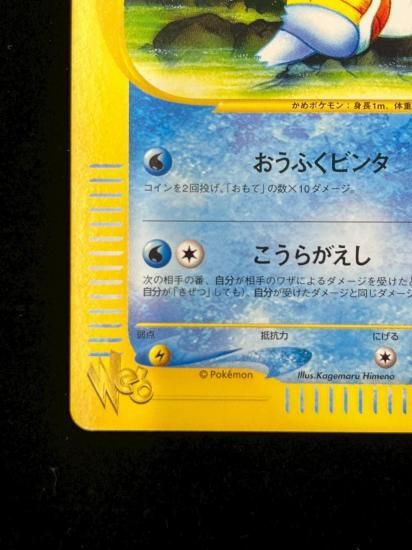 かめポケモン：身長1m、体重
おうふくビンタ
コインを2回投げ、「おもて」の数×10ダメージ。
こうらがえし
次の相手の番、自分が相手のワザによるダメージを受けたと
自分が「きぜつ」しても)、自分が受けたダメージと同じダメージ
弱点 抵抗力 にげる
Web
© Pokémon Illus.Kagemaru Himeno